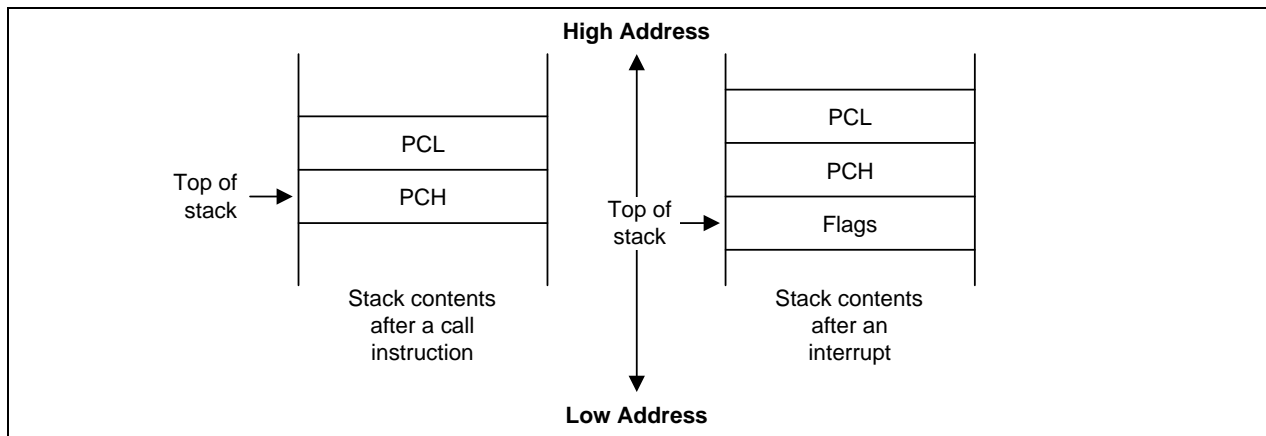 High Address
PCL
PCH
Top of
stack
Stack contents
after a call
instruction
PCL
PCH
Flags
Top of
stack
Stack contents
after an
interrupt
Low Address